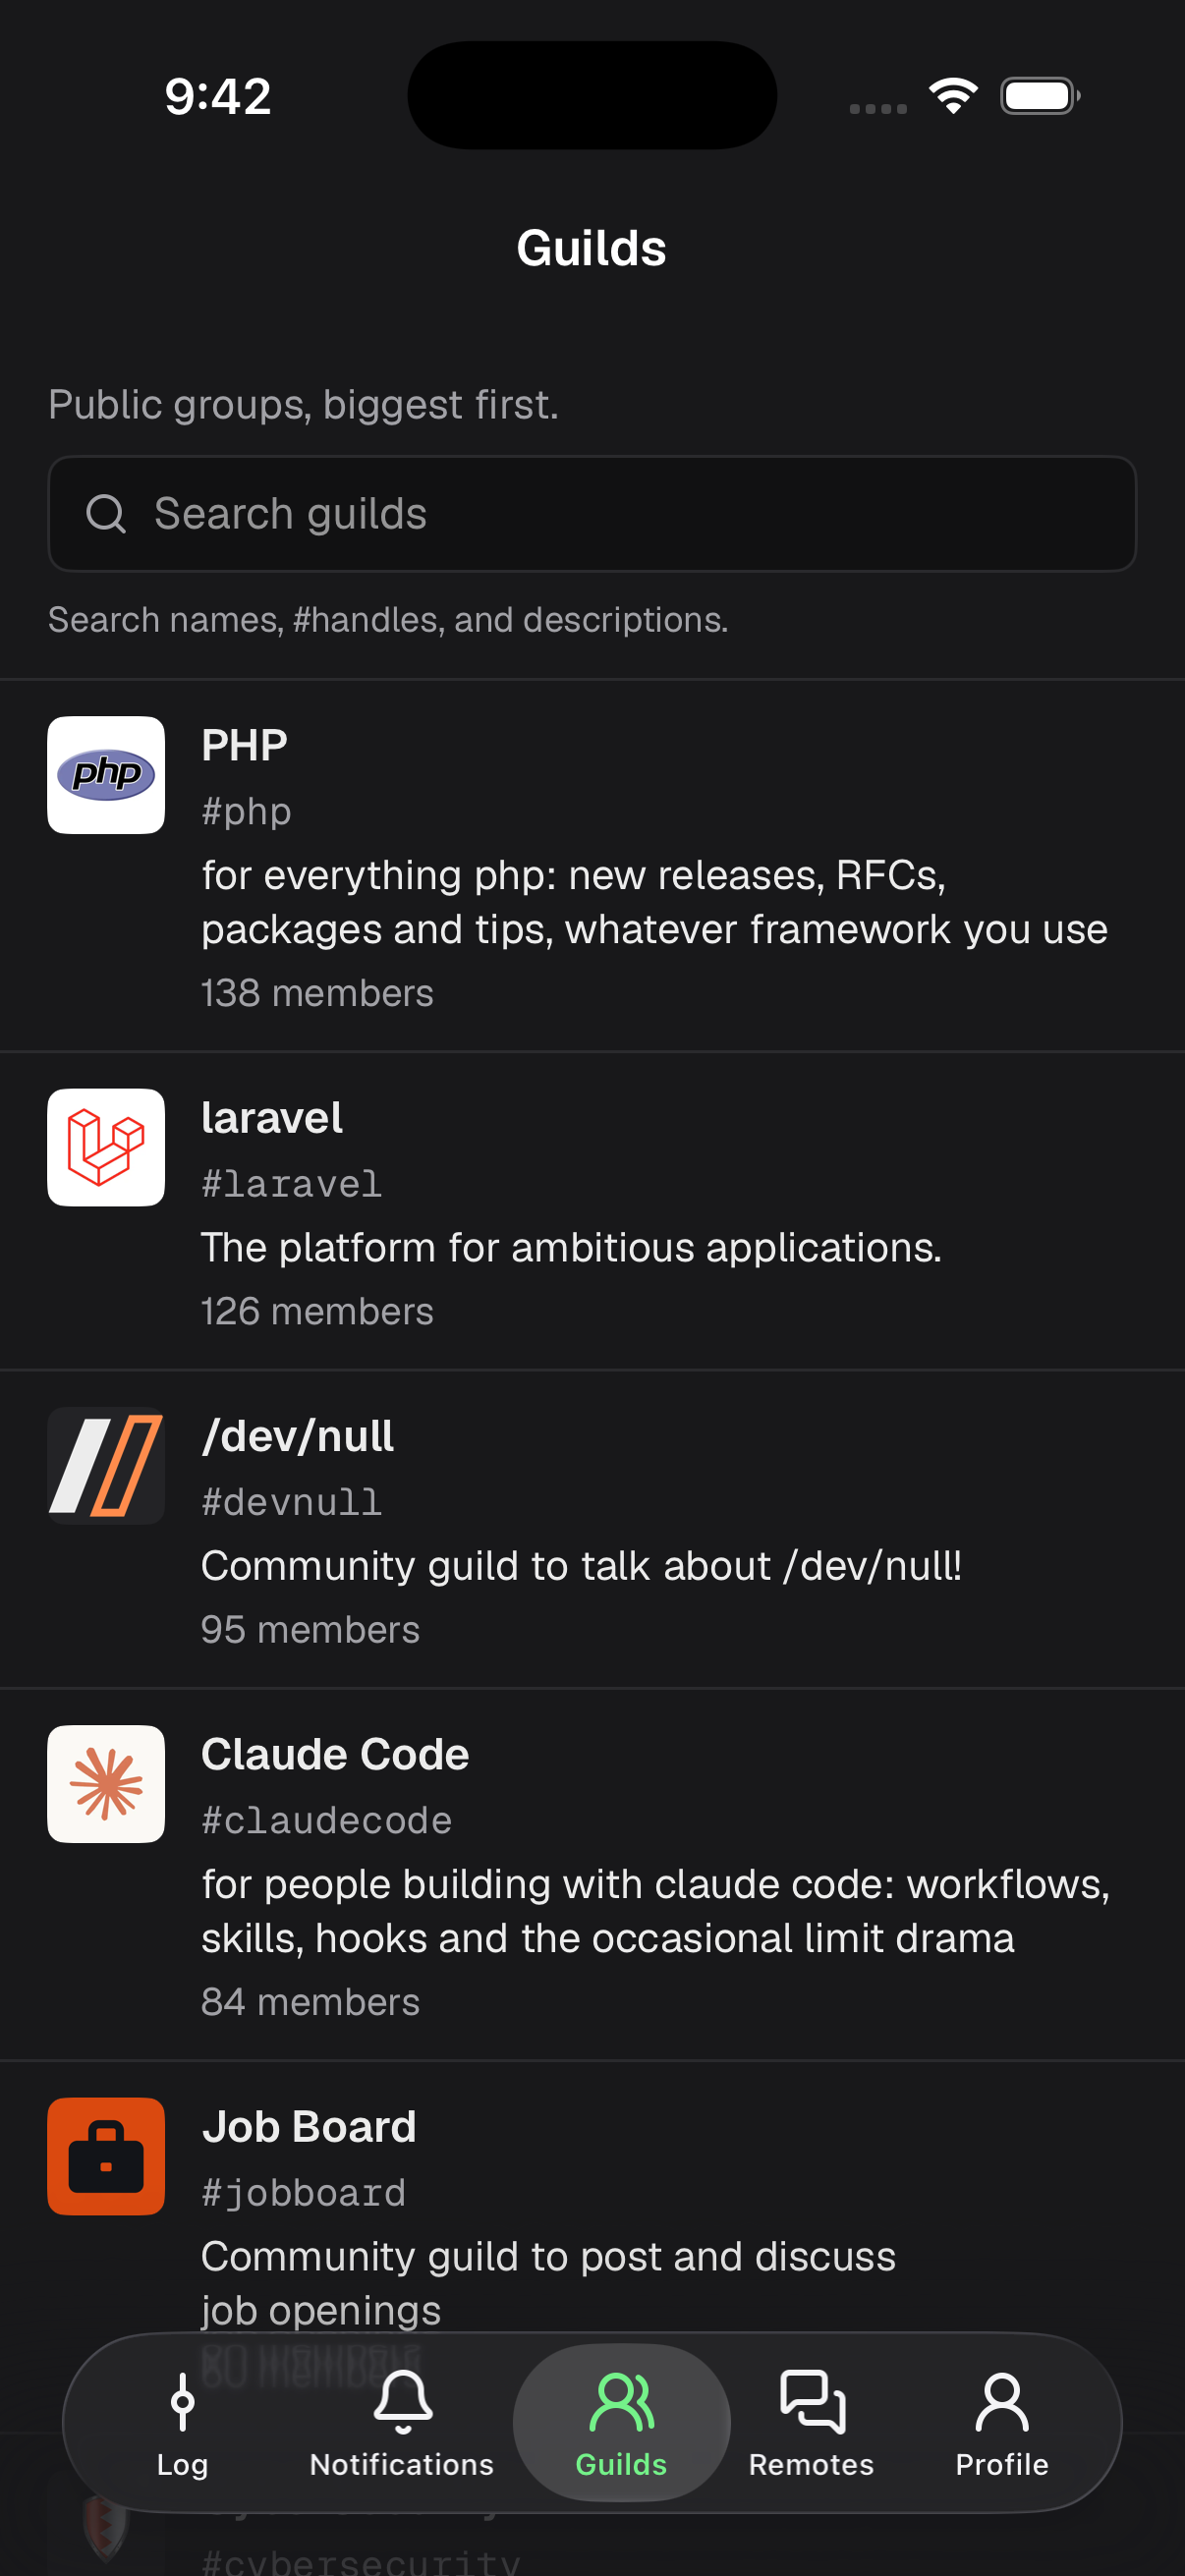 9:42
Guilds
Public groups, biggest first.
Search guilds
Search names, #handles, and descriptions.
php
PHP
#php
for everything php: new releases, RFCs,
packages and tips, whatever framework you use
138 members
laravel
#laravel
The platform for ambitious applications.
126 members
/dev/null
#devnull
Community guild to talk about /dev/null!
95 members
Claude Code
#claudecode
for people building with claude code: workflows,
skills, hooks and the occasional limit drama
84 members
Job Board
#jobboard
Community guild to post and discuss
job openings
members
Log
Notifications
Guilds
Remotes
Profile
#cybersecurity